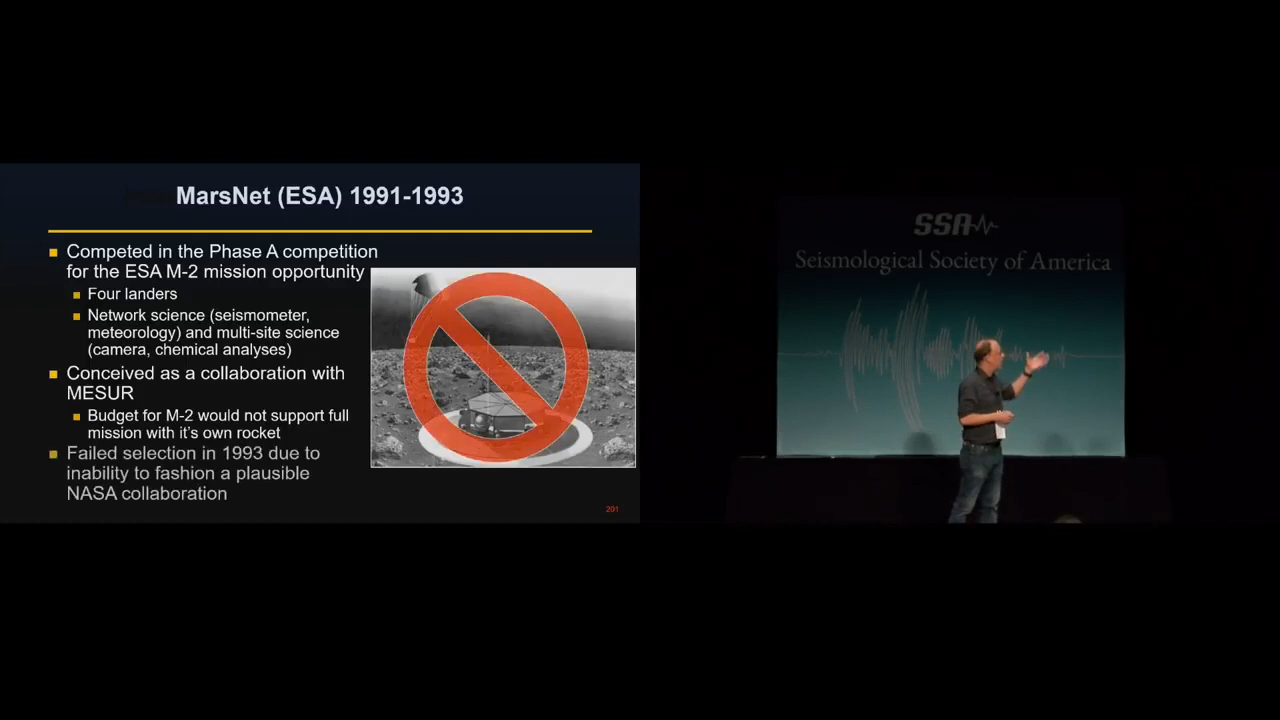 MarsNet (ESA) 1991-1993
Competed in the Phase A competition
for the ESA M-2 mission opportunity
Four landers
Network science (seismometer,
meteorology) and multi-site science
(camera, chemical analyses)
Conceived as a collaboration with
MESUR
Budget for M-2 would not support full
mission with it's own rocket
Failed selection in 1993 due to
inability to fashion a plausible
NASA collaboration
201
SSA
Seismological Society of America